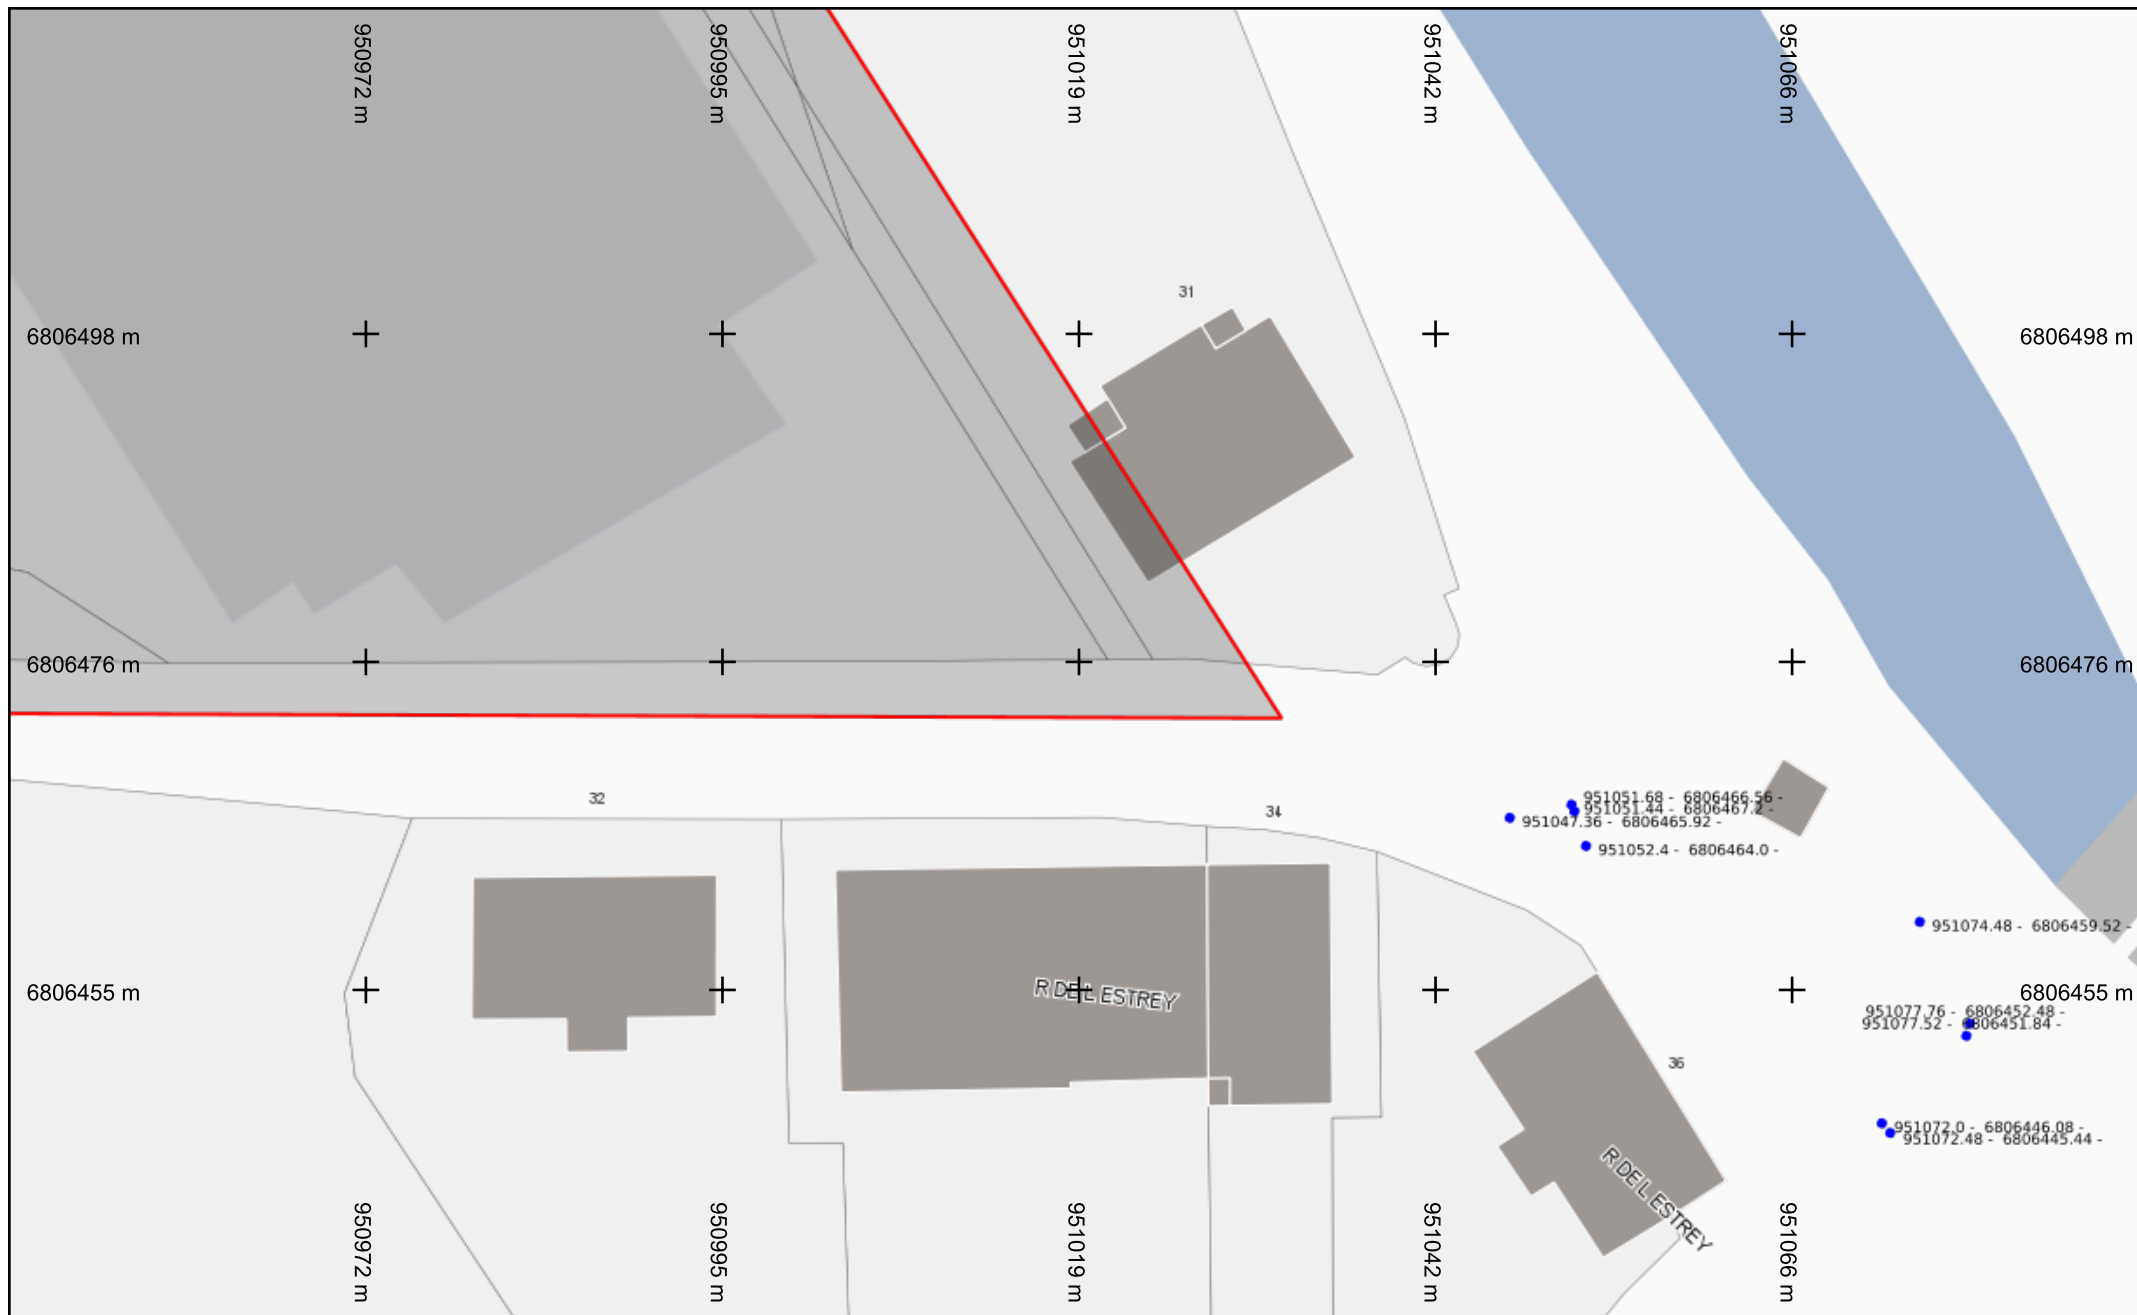 950972 m
950995 m
951019 m
951042 m
951066 m
31
6806498 m
6806498 m
6806476 m
6806476 m
32
34
951051.68 - 6806466.56 -
951051.44 - 6806467.2 -
951047.36 - 6806465.92 -
951052.4 - 6806464.0 -
951074.48 - 6806459.52 -
6806455 m
R DE L ESTREY
6806455 m
951077.76 - 6806452.48 -
951077.52 - 6806451.84 -
36
951072.0 - 6806446.08 -
951072.48 - 6806445.44 -
R DE L ESTREY
950972 m
950995 m
951019 m
951042 m
951066 m